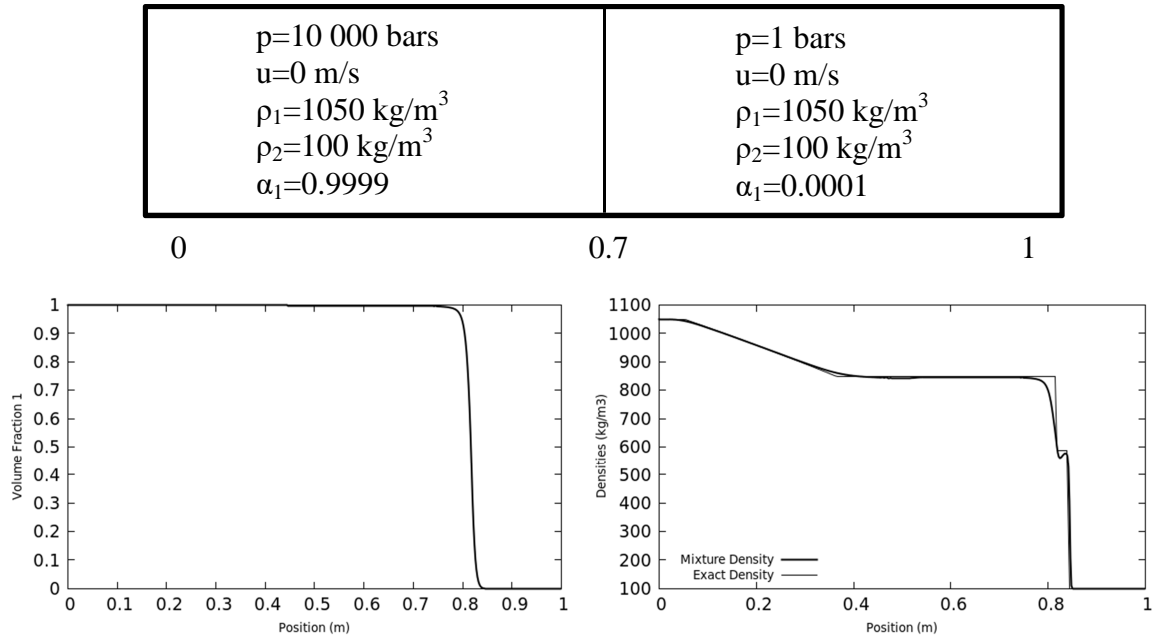 p=10 000 bars
u=0 m/s
ρ₁=1050 kg/m³
ρ₂=100 kg/m³
α₁=0.9999
p=1 bars
u=0 m/s
ρ₁=1050 kg/m³
ρ₂=100 kg/m³
α₁=0.0001
0 0.7 1
Volume Fraction 1
1
0.9
0.8
0.7
0.6
0.5
0.4
0.3
0.2
0.1
0
0 0.1 0.2 0.3 0.4 0.5 0.6 0.7 0.8 0.9 1
Position (m)
Densities (kg/m3)
1100
1000
900
800
700
600
500
400
300
200
100
Mixture Density
Exact Density
0 0.2 0.4 0.6 0.8 1
Position (m)